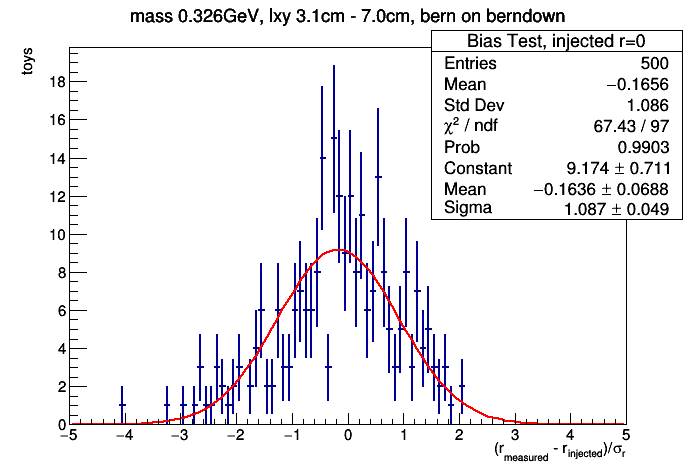 mass 0.326GeV, lxy 3.1cm - 7.0cm, bern on berndown
Bias Test, injected r=0
Entries 500
Mean −0.1656
Std Dev 1.086
χ² / ndf 67.43 / 97
Prob 0.9903
Constant 9.174 ± 0.711
Mean −0.1636 ± 0.0688
Sigma 1.087 ± 0.049
toys
18
16
14
12
10
8
6
4
2
0
−5 −4 −3 −2 −1 0 1 2 3 4 5
(r_measured - r_injected)/σ_r